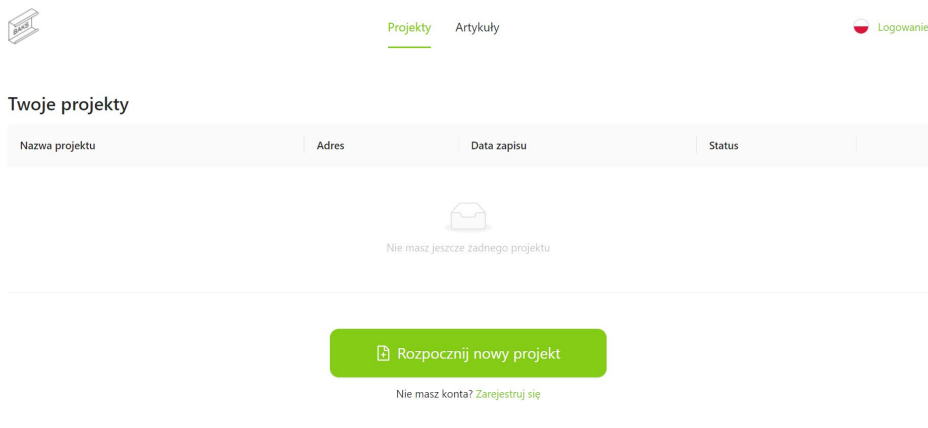 BAKS
Projekty Artykuły
Logowanie
Twoje projekty
Nazwa projektu Adres Data zapisu Status
Nie masz jeszcze żadnego projektu
Rozpocznij nowy projekt
Nie masz konta? Zarejestruj się